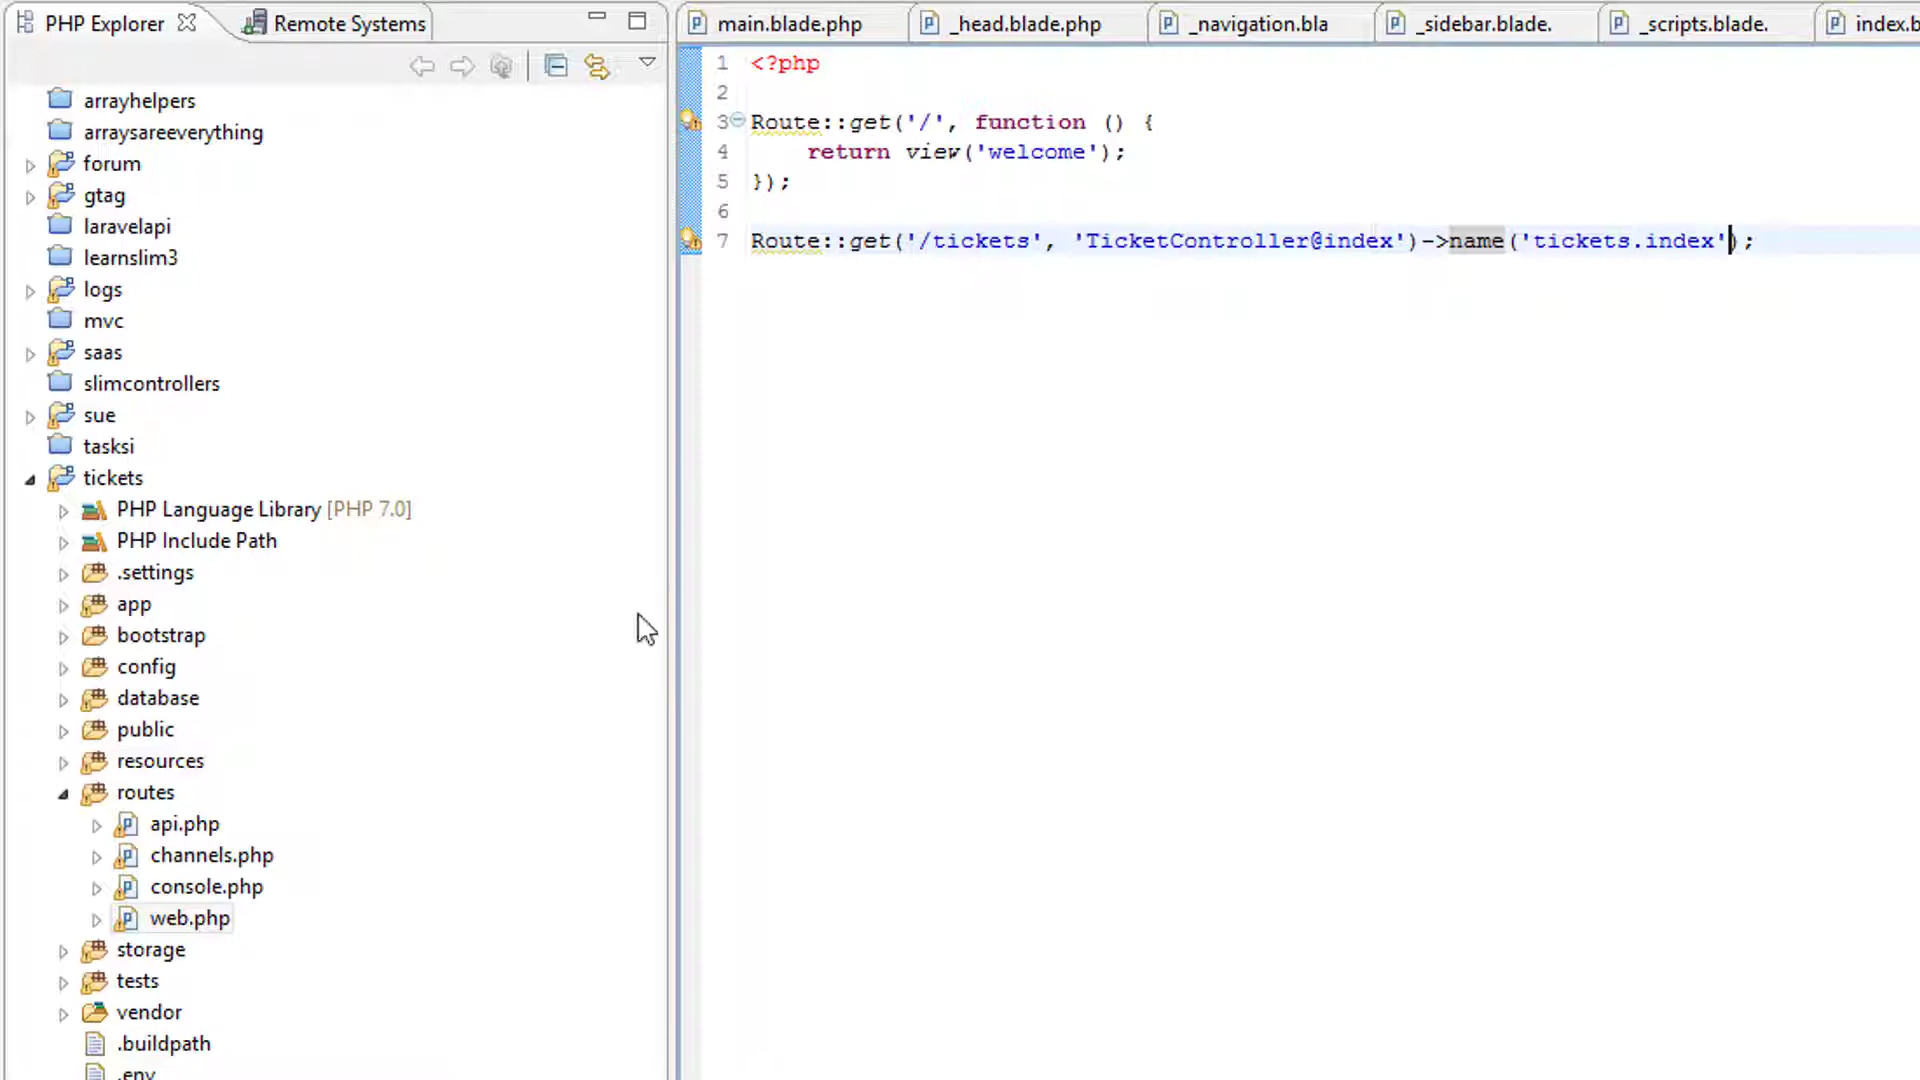 PHP Explorer
Remote Systems
main.blade.php
_head.blade.php
_navigation.bla
_sidebar.blade.
_scripts.blade.
index.b
arrayhelpers
arraysareeverything
forum
gtag
laravelapi
learnslim3
logs
mvc
saas
slimcontrollers
sue
tasksi
tickets
PHP Language Library [PHP 7.0]
PHP Include Path
.settings
app
bootstrap
config
database
public
resources
routes
api.php
channels.php
console.php
web.php
storage
tests
vendor
.buildpath
.env
1 <?php
2
3 Route::get('/', function () {
4 return view('welcome');
5 });
6
7 Route::get('/tickets', 'TicketController@index')->name('tickets.index');